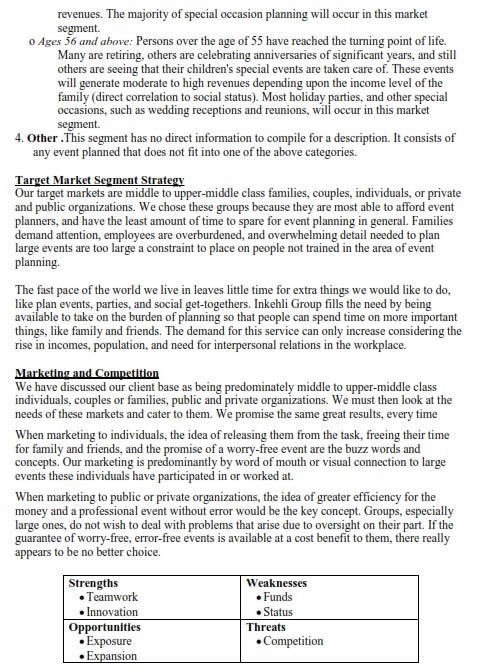 revenues. The majority of special occasion planning will occur in this market
segment.
o Ages 56 and above: Persons over the age of 55 have reached the turning point of life.
Many are retiring, others are celebrating anniversaries of significant years, and still
others are seeing that their children's special events are taken care of. These events
will generate moderate to high revenues depending upon the income level of the
family (direct correlation to social status). Most holiday parties, and other special
occasions, such as wedding receptions and reunions, will occur in this market
segment.
4. Other .This segment has no direct information to compile for a description. It consists of
any event planned that does not fit into one of the above categories.
Target Market Segment Strategy
Our target markets are middle to upper-middle class families, couples, individuals, or private
and public organizations. We chose these groups because they are most able to afford event
planners, and have the least amount of time to spare for event planning in general. Families
demand attention, employees are overburdened, and overwhelming detail needed to plan
large events are too large a constraint to place on people not trained in the area of event
planning.
The fast pace of the world we live in leaves little time for extra things we would like to do,
like plan events, parties, and social get-togethers. Inkehli Group fills the need by being
available to take on the burden of planning so that people can spend time on more important
things, like family and friends. The demand for this service can only increase considering the
rise in incomes, population, and need for interpersonal relations in the workplace.
Marketing and Competition
We have discussed our client base as being predominately middle to upper-middle class
individuals, couples or families, public and private organizations. We must then look at the
needs of these markets and cater to them. We promise the same great results, every time
When marketing to individuals, the idea of releasing them from the task, freeing their time
for family and friends, and the promise of a worry-free event are the buzz words and
concepts. Our marketing is predominantly by word of mouth or visual connection to large
events these individuals have participated in or worked at.
When marketing to public or private organizations, the idea of greater efficiency for the
money and a professional event without error would be the key concept. Groups, especially
large ones, do not wish to deal with problems that arise due to oversight on their part. If the
guarantee of worry-free, error-free events is available at a cost benefit to them, there really
appears to be no better choice.
Strengths
• Teamwork
• Innovation
Weaknesses
• Funds
• Status
Opportunities
• Exposure
• Expansion
Threats
• Competition